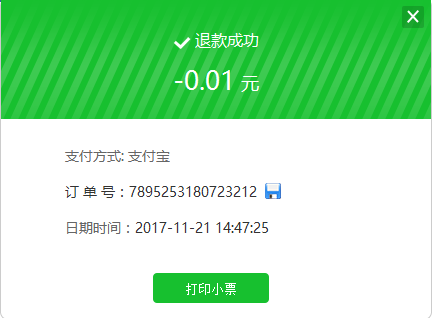 退款成功
-0.01 元
支付方式: 支付宝
订 单 号：7895253180723212
日期时间：2017-11-21 14:47:25
打印小票